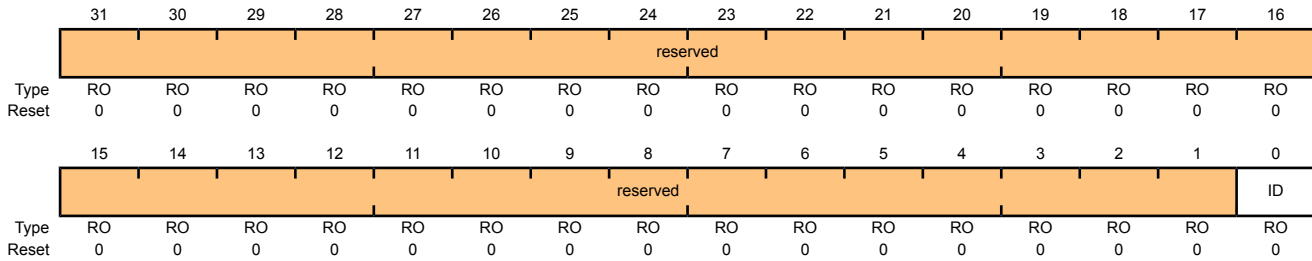 31 30 29 28 27 26 25 24 23 22 21 20 19 18 17 16
reserved
Type RO RO RO RO RO RO RO RO RO RO RO RO RO RO RO RO
Reset 0 0 0 0 0 0 0 0 0 0 0 0 0 0 0 0
15 14 13 12 11 10 9 8 7 6 5 4 3 2 1 0
reserved ID
Type RO RO RO RO RO RO RO RO RO RO RO RO RO RO RO RO
Reset 0 0 0 0 0 0 0 0 0 0 0 0 0 0 0 0